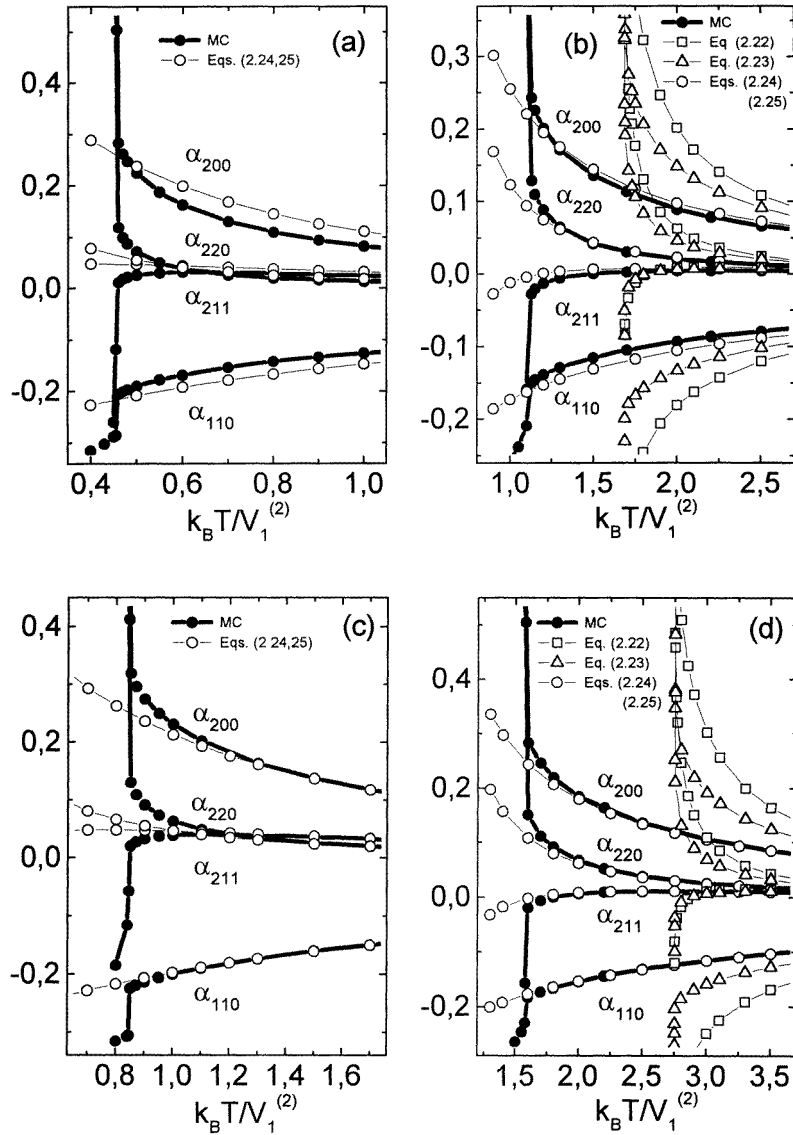 (a)
MC
Eqs. (2.24,25)
0,4
0,2
0,0
-0,2
α200
α220
α211
α110
0,4 0,6 0,8 1,0
kBT/V1(2)
(b)
MC
Eq (2.22)
Eq. (2.23)
Eqs. (2.24)
(2.25)
0,3
0,2
0,1
0,0
-0,1
-0,2
α200
α220
α211
α110
1,0 1,5 2,0 2,5
kBT/V1(2)
(c)
MC
Eqs. (2 24,25)
0,4
0,2
0,0
-0,2
α200
α220
α211
α110
0,8 1,0 1,2 1,4 1,6
kBT/V1(2)
(d)
MC
Eq. (2.22)
Eq. (2.23)
Eqs. (2.24)
(2.25)
0,4
0,2
0,0
-0,2
α200
α220
α211
α110
1,5 2,0 2,5 3,0 3,5
kBT/V1(2)